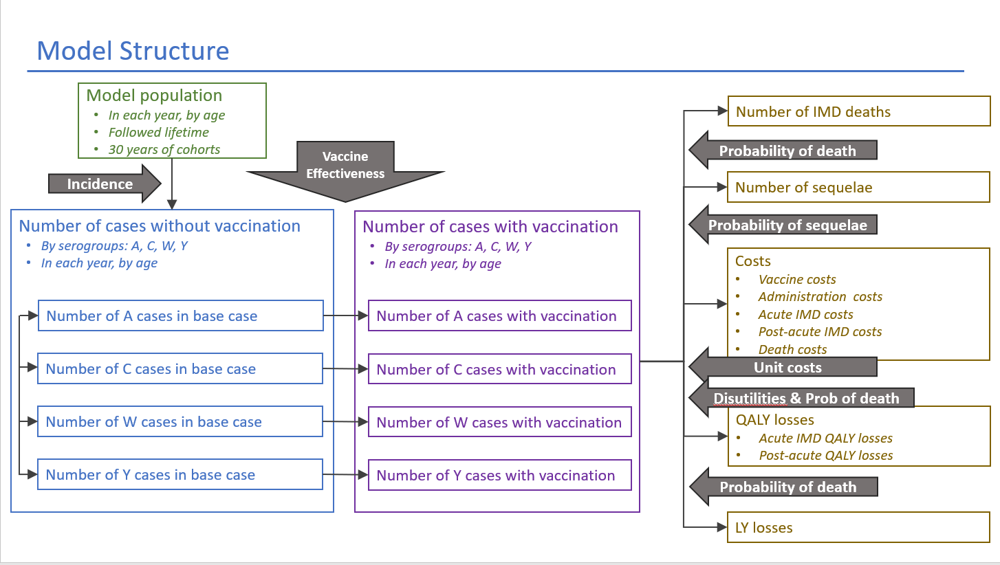 Model Structure
Model population
• In each year, by age
• Followed lifetime
• 30 years of cohorts
Incidence
Vaccine
Effectiveness
Number of cases without vaccination
• By serogroups: A, C, W, Y
• In each year, by age
Number of A cases in base case
Number of C cases in base case
Number of W cases in base case
Number of Y cases in base case
Number of cases with vaccination
• By serogroups: A, C, W, Y
• In each year, by age
Number of A cases with vaccination
Number of C cases with vaccination
Number of W cases with vaccination
Number of Y cases with vaccination
Number of IMD deaths
Probability of death
Number of sequelae
Probability of sequelae
Costs
• Vaccine costs
• Administration costs
• Acute IMD costs
• Post-acute IMD costs
• Death costs
Unit costs
Disutilities & Prob of death
QALY losses
• Acute IMD QALY losses
• Post-acute QALY losses
Probability of death
LY losses